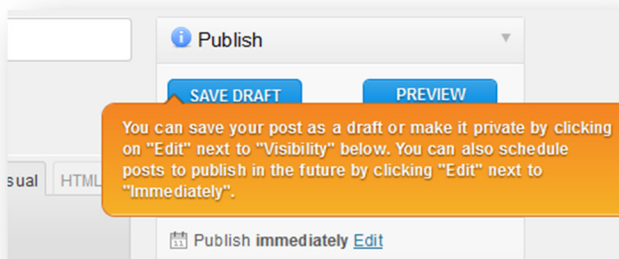 Publish
SAVE DRAFT
PREVIEW
You can save your post as a draft or make it private by clicking
on "Edit" next to "Visibility" below. You can also schedule
posts to publish in the future by clicking "Edit" next to
"Immediately".
sual
HTML
Publish immediately Edit